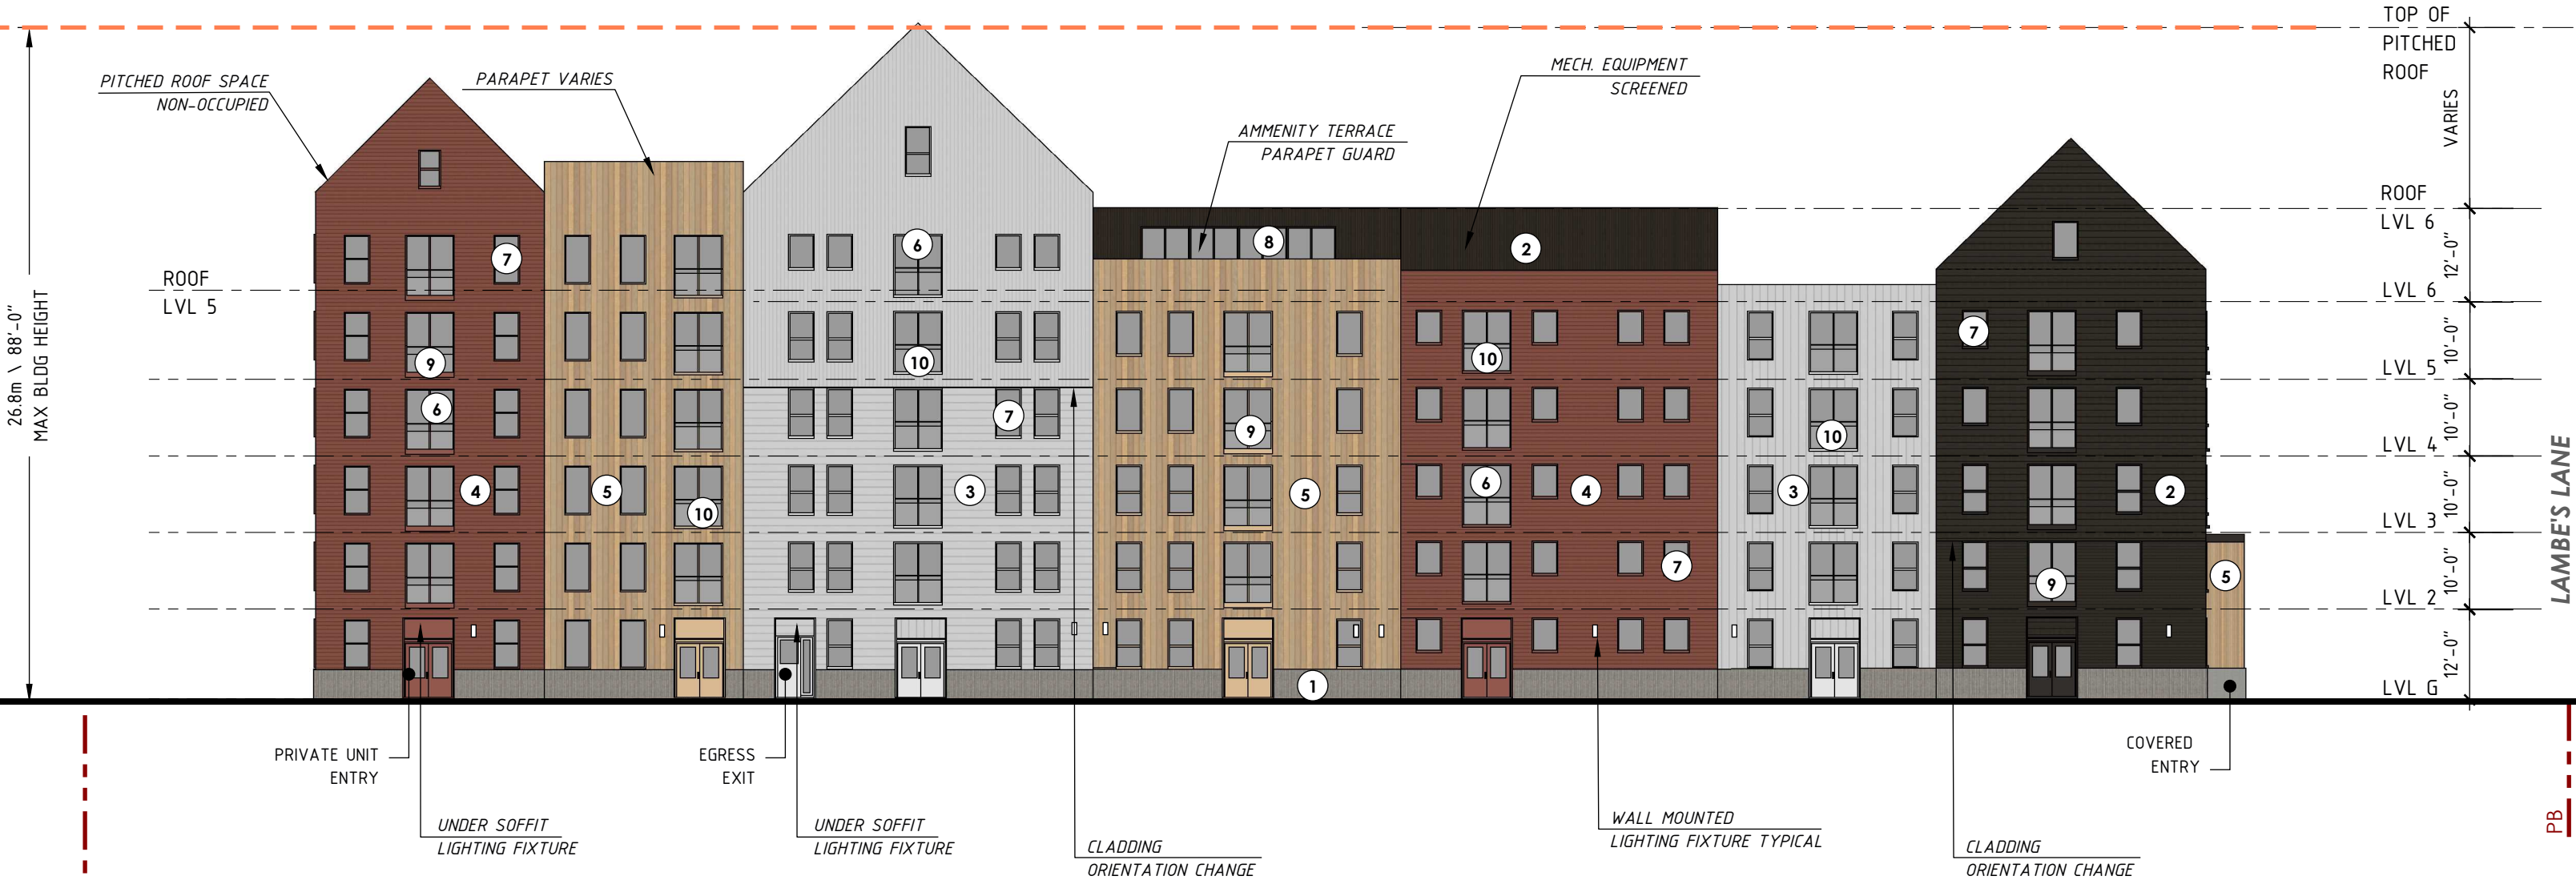 TOP OF
PITCHED
ROOF
VARIES
PITCHED ROOF SPACE
NON-OCCUPIED
PARAPET VARIES
MECH. EQUIPMENT
SCREENED
AMMENITY TERRACE
PARAPET GUARD
26.8m \ 88'-0"
MAX BLDG HEIGHT
ROOF
LVL 5
ROOF
LVL 6
12'-0"
LVL 6
10'-0"
LVL 5
10'-0"
LVL 4
10'-0"
LVL 3
10'-0"
LVL 2
12'-0"
LVL G
LAMBE'S LANE
6
8
2
7
7
9
10
10
6
7
9
10
4
5
10
3
5
6
4
3
2
7
9
5
1
PRIVATE UNIT
ENTRY
EGRESS
EXIT
COVERED
ENTRY
UNDER SOFFIT
LIGHTING FIXTURE
UNDER SOFFIT
LIGHTING FIXTURE
CLADDING
ORIENTATION CHANGE
WALL MOUNTED
LIGHTING FIXTURE TYPICAL
CLADDING
ORIENTATION CHANGE
PB